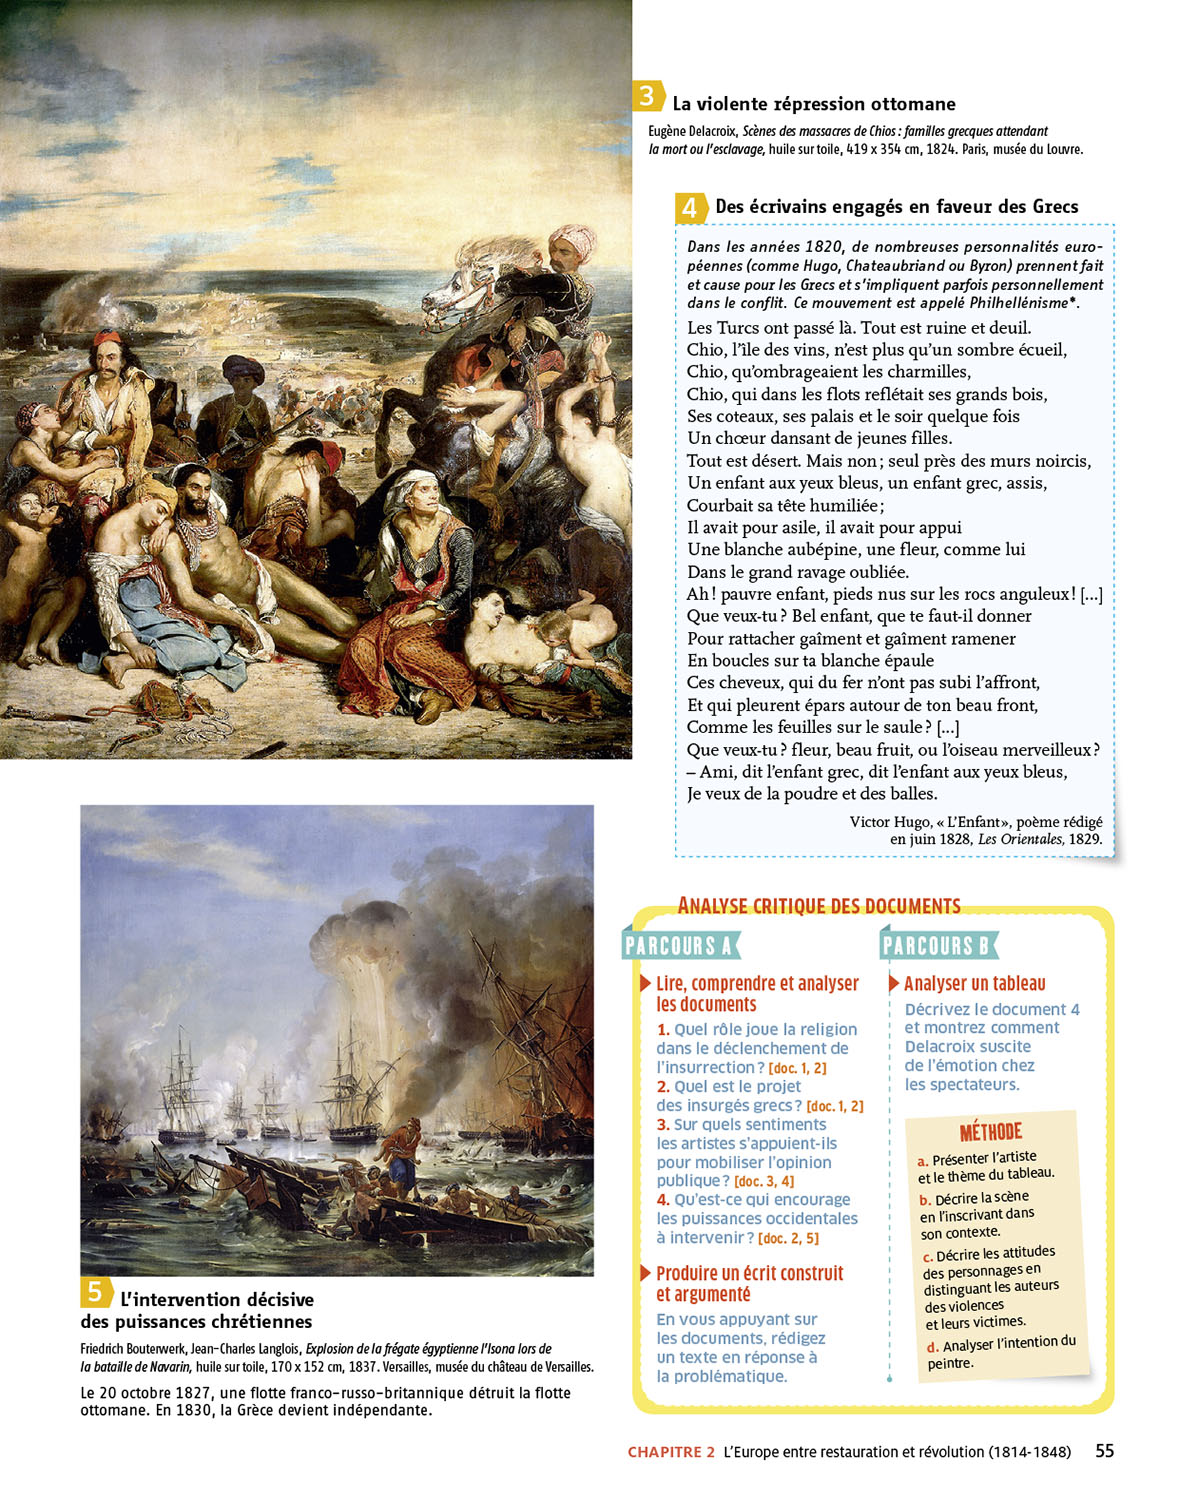 3 La violente répression ottomane
Eugène Delacroix, Scènes des massacres de Chios : familles grecques attendant
la mort ou l'esclavage, huile sur toile, 419 x 354 cm, 1824. Paris, musée du Louvre.
4 Des écrivains engagés en faveur des Grecs
Dans les années 1820, de nombreuses personnalités euro-
péennes (comme Hugo, Chateaubriand ou Byron) prennent fait
et cause pour les Grecs et s'impliquent parfois personnellement
dans le conflit. Ce mouvement est appelé Philhellénisme*.
Les Turcs ont passé là. Tout est ruine et deuil.
Chio, l'île des vins, n'est plus qu'un sombre écueil,
Chio, qu'ombrageaient les charmilles,
Chio, qui dans les flots reflétait ses grands bois,
Ses coteaux, ses palais et le soir quelque fois
Un chœur dansant de jeunes filles.
Tout est désert. Mais non ; seul près des murs noircis,
Un enfant aux yeux bleus, un enfant grec, assis,
Courbait sa tête humiliée ;
Il avait pour asile, il avait pour appui
Une blanche aubépine, une fleur, comme lui
Dans le grand ravage oubliée.
Ah ! pauvre enfant, pieds nus sur les rocs anguleux ! [...]
Que veux-tu ? Bel enfant, que te faut-il donner
Pour rattacher gaîment et gaîment ramener
En boucles sur ta blanche épaule
Ces cheveux, qui du fer n'ont pas subi l'affront,
Et qui pleurent épars autour de ton beau front,
Comme les feuilles sur le saule ? [...]
Que veux-tu ? fleur, beau fruit, ou l'oiseau merveilleux ?
– Ami, dit l'enfant grec, dit l'enfant aux yeux bleus,
Je veux de la poudre et des balles.
Victor Hugo, « L'Enfant », poème rédigé
en juin 1828, Les Orientales, 1829.
5 L'intervention décisive
des puissances chrétiennes
Friedrich Bouterwerk, Jean-Charles Langlois, Explosion de la frégate égyptienne l'Isona lors de
la bataille de Navarin, huile sur toile, 170 x 152 cm, 1837. Versailles, musée du château de Versailles.
Le 20 octobre 1827, une flotte franco-russo-britannique détruit la flotte
ottomane. En 1830, la Grèce devient indépendante.
ANALYSE CRITIQUE DES DOCUMENTS
PARCOURS A
Lire, comprendre et analyser
les documents
1. Quel rôle joue la religion
dans le déclenchement de
l'insurrection ? [doc. 1, 2]
2. Quel est le projet
des insurgés grecs ? [doc. 1, 2]
3. Sur quels sentiments
les artistes s'appuient-ils
pour mobiliser l'opinion
publique ? [doc. 3, 4]
4. Qu'est-ce qui encourage
les puissances occidentales
à intervenir ? [doc. 2, 5]
Produire un écrit construit
et argumenté
En vous appuyant sur
les documents, rédigez
un texte en réponse à
la problématique.
PARCOURS B
Analyser un tableau
Décrivez le document 4
et montrez comment
Delacroix suscite
de l'émotion chez
les spectateurs.
MÉTHODE
a. Présenter l'artiste
et le thème du tableau.
b. Décrire la scène
en l'inscrivant dans
son contexte.
c. Décrire les attitudes
des personnages en
distinguant les auteurs
des violences
et leurs victimes.
d. Analyser l'intention du
peintre.
CHAPITRE 2 L'Europe entre restauration et révolution (1814-1848) 55